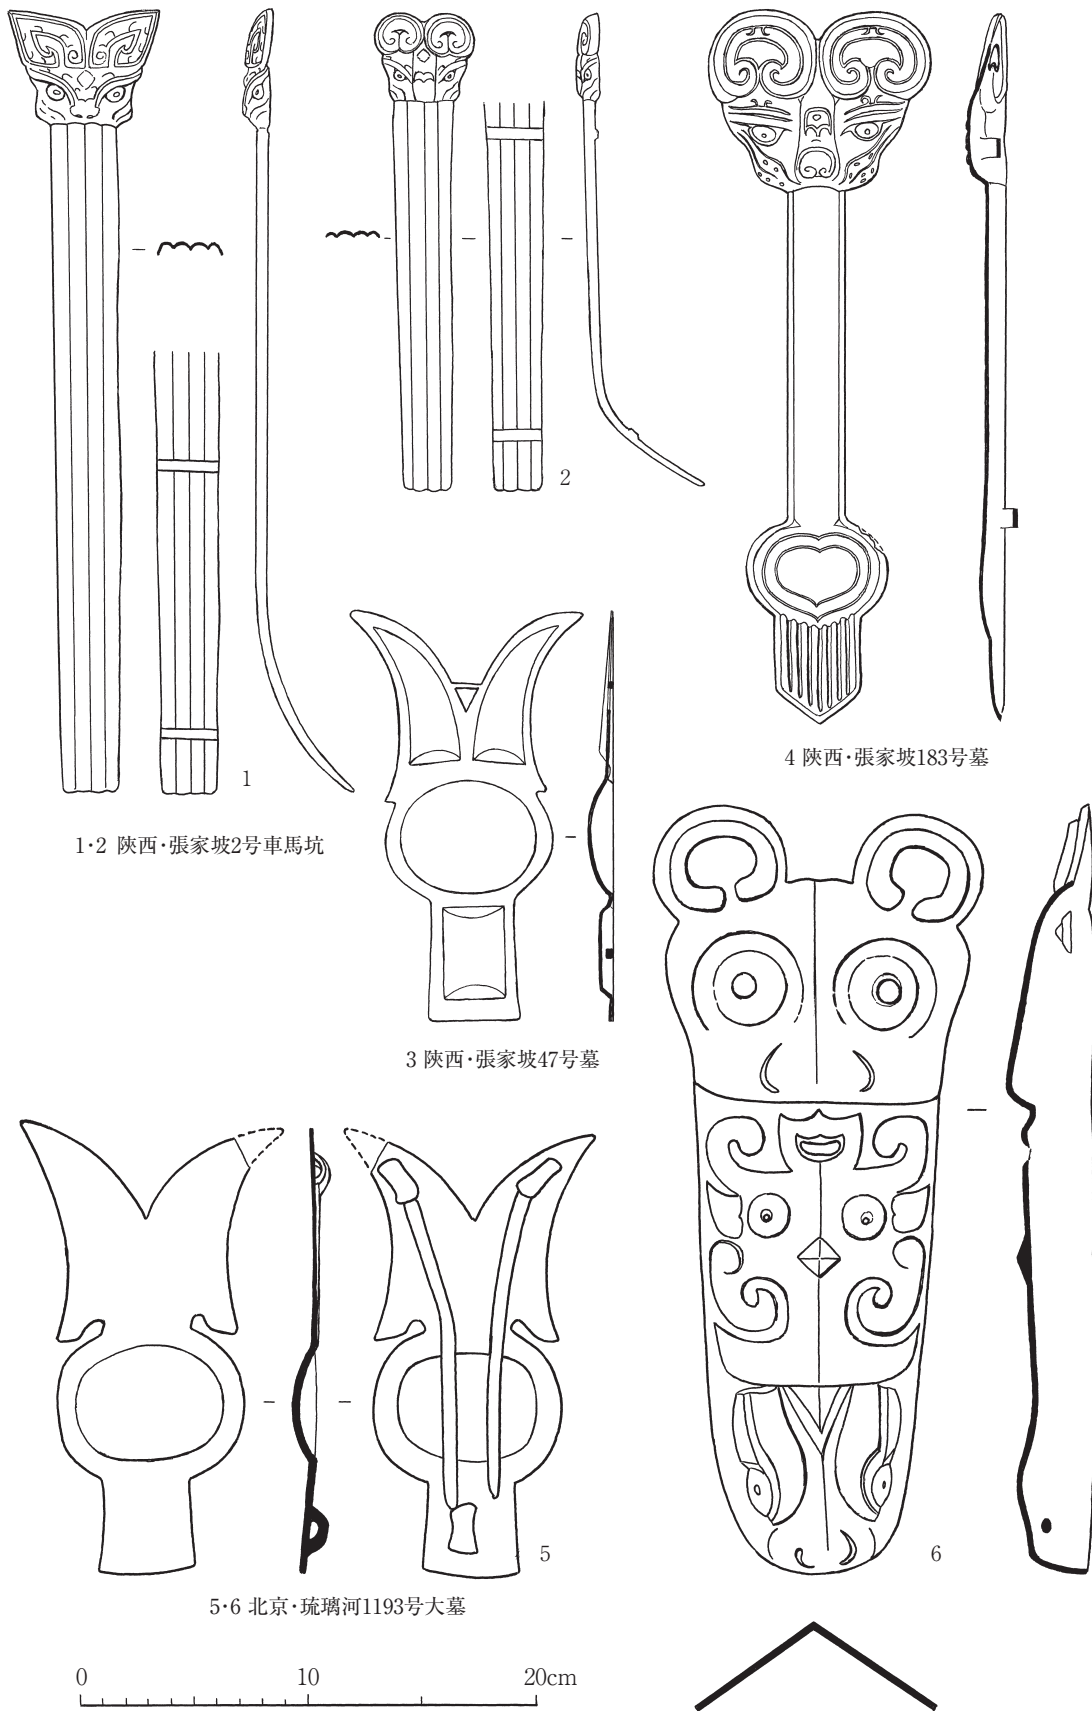 2
1
4 陝西・張家坡183号墓
1・2 陝西・張家坡2号車馬坑
3 陝西・張家坡47号墓
5
6
5・6 北京・琉璃河1193号大墓
0 10 20cm